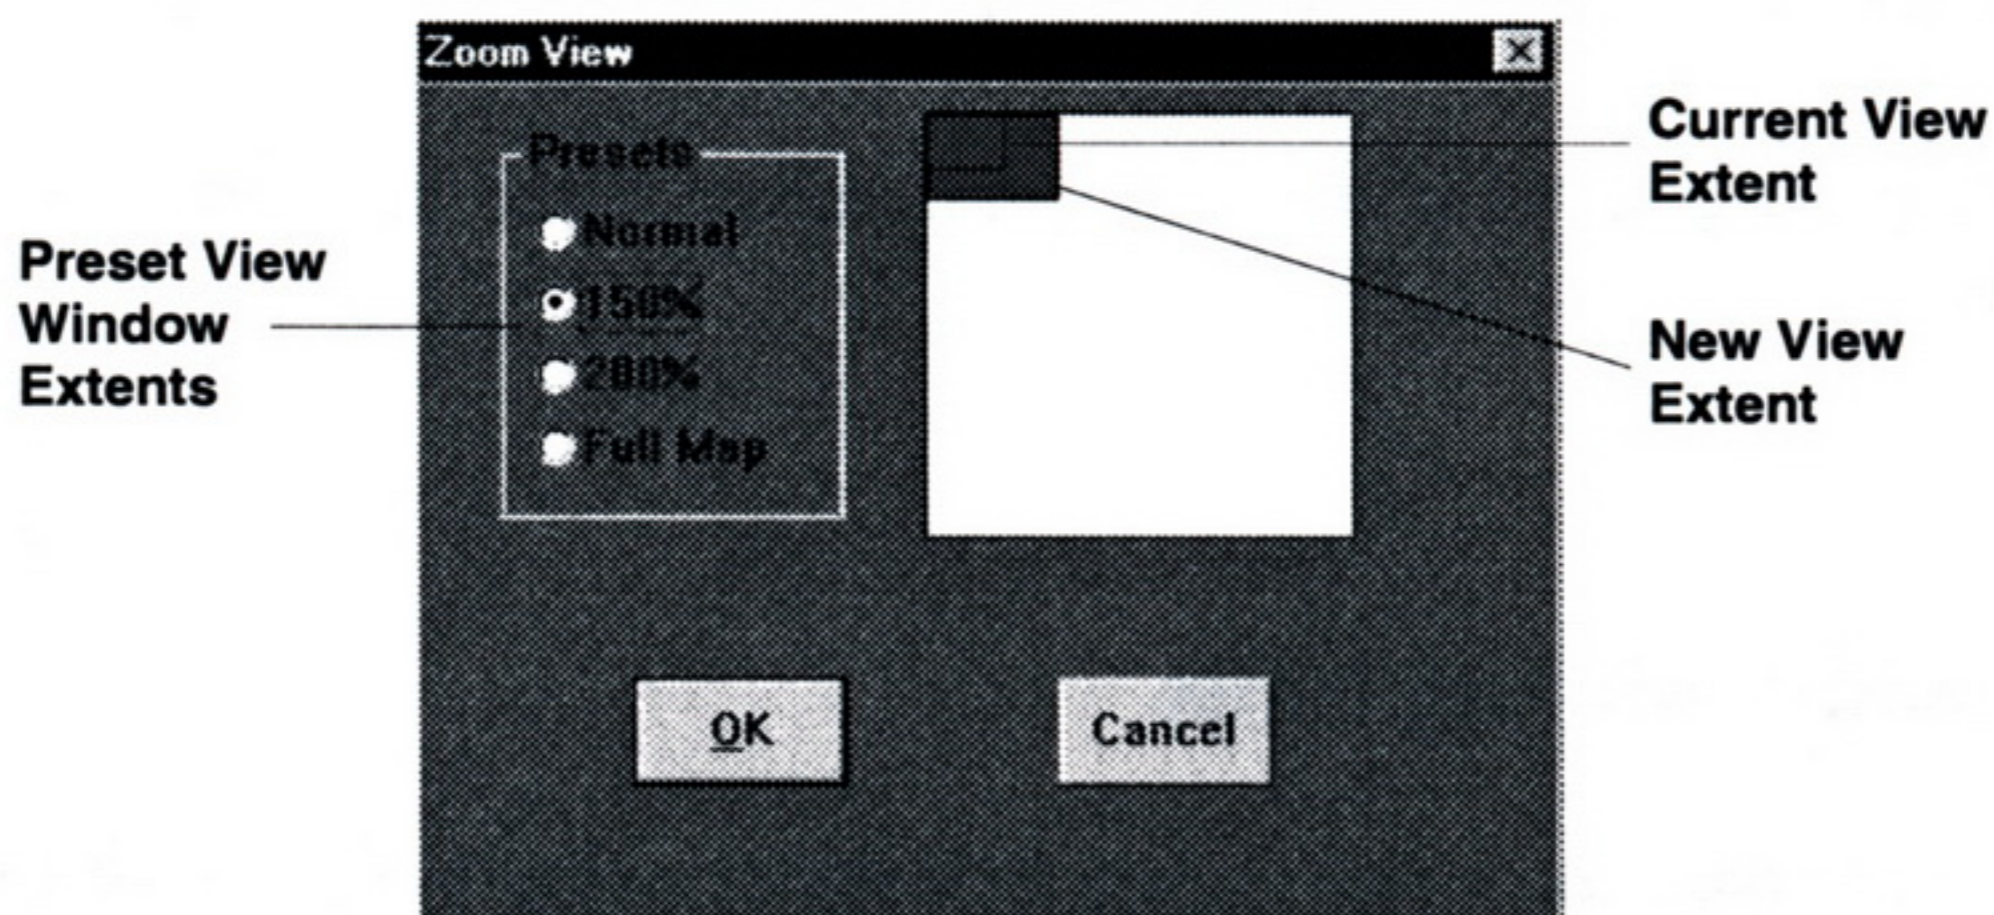 Zoom View
Presets
Normal
150%
200%
Full Map
OK
Cancel
Preset View
Window
Extents
Current View
Extent
New View
Extent